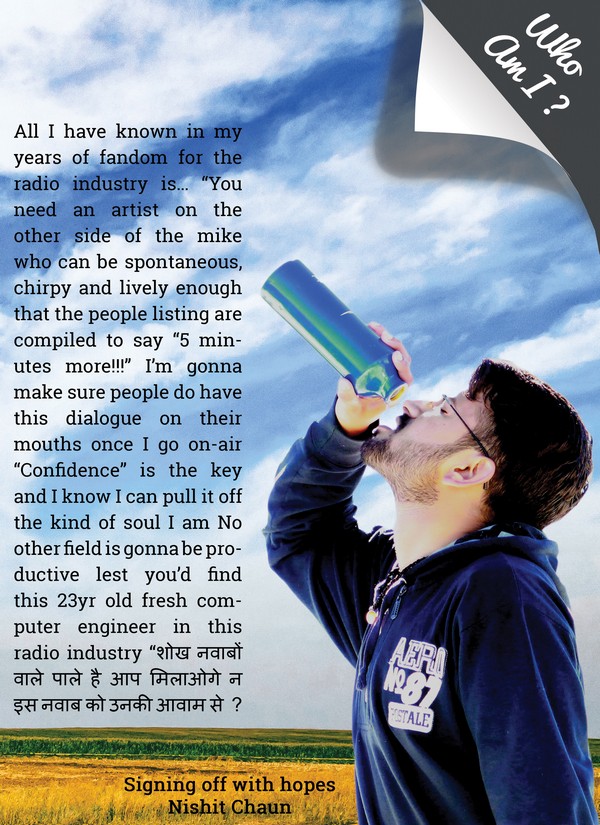 Who
Am I ?
All I have known in my
years of fandom for the
radio industry is... “You
need an artist on the
other side of the mike
who can be spontaneous,
chirpy and lively enough
that the people listing are
compiled to say “5 min-
utes more!!!” I’m gonna
make sure people do have
this dialogue on their
mouths once I go on-air
“Confidence” is the key
and I know I can pull it off
the kind of soul I am No
other field is gonna be pro-
ductive lest you’d find
this 23yr old fresh com-
puter engineer in this
radio industry “शोख नवाबों
वाले पाले है आप मिलाओगे न
इस नवाब को उनकी आवाम से ?
AERO
No 87
Signing off with hopes
Nishit Chaun